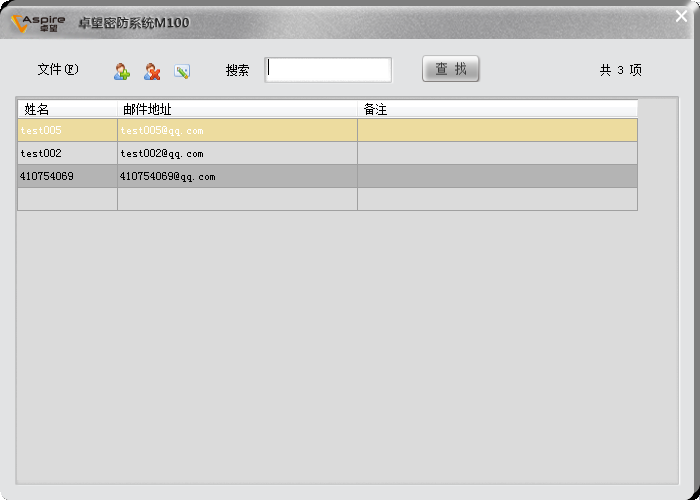 Aspire 卓望 卓望密防系统M100
文件(F) 搜索 查 找 共 3 项
姓名 邮件地址 备注
test005 test005@qq.com
test002 test002@qq.com
410754069 410754069@qq.com